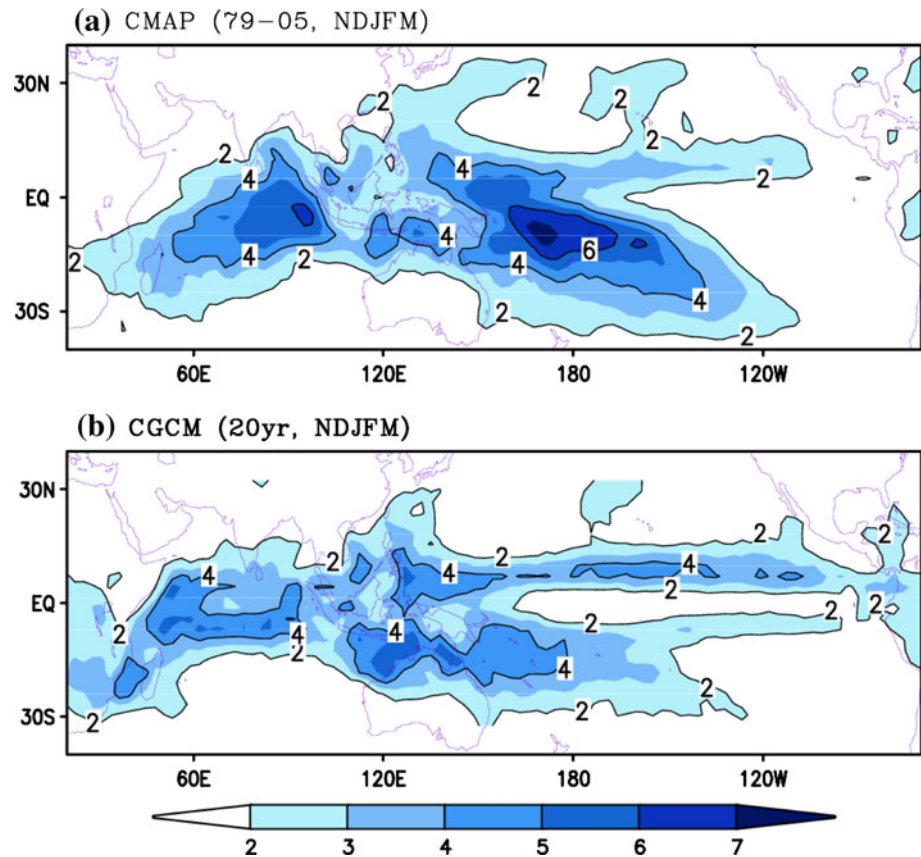 (a) CMAP (79-05, NDJFM)
30N 2
2 2
2
2 4 2
4
EQ
4
6
4 2
2 4
4
30S 2
2
60E 120E 180 120W
(b) CGCM (20yr, NDJFM)
30N
2 2
2
4
2 4 4
2
EQ 2 2
2
2 4 4
2
4
2
30S 2 2
60E 120E 180 120W
2 3 4 5 6 7